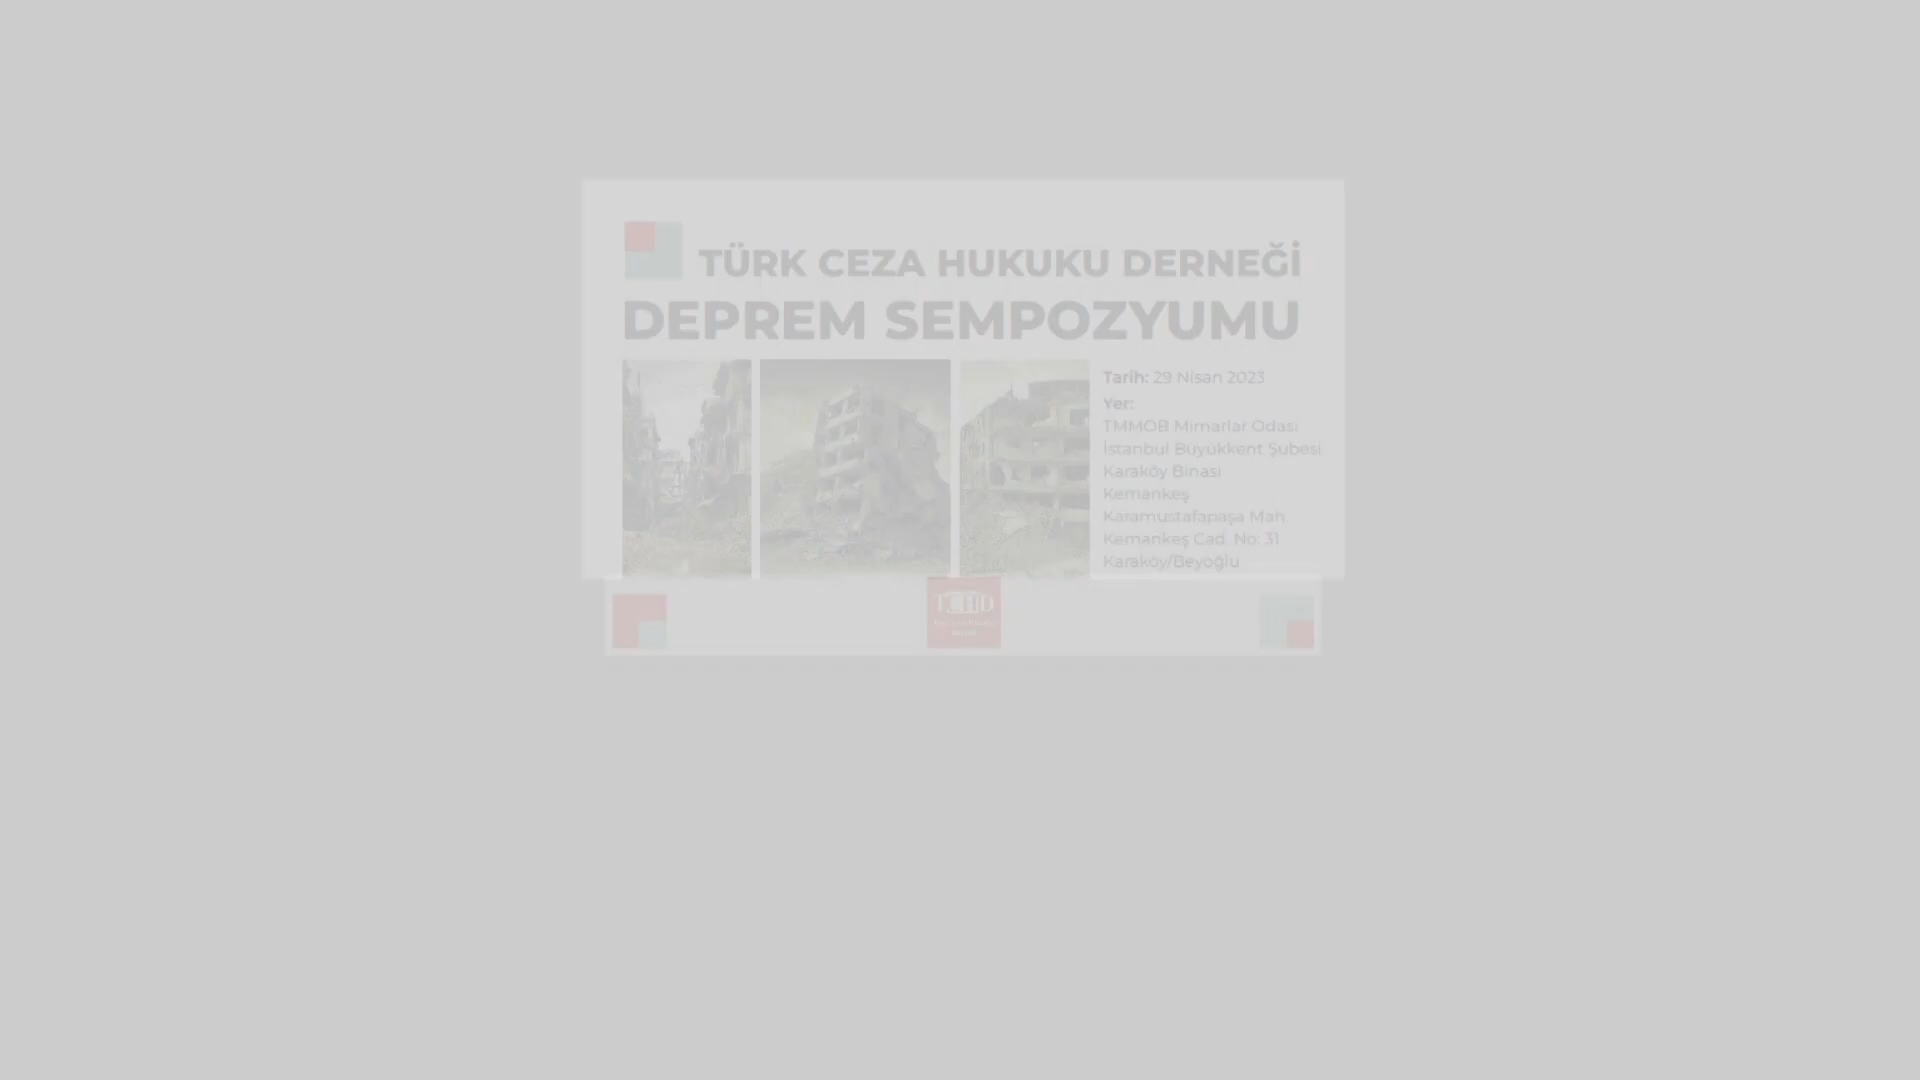 TÜRK CEZA HUKUKU DERNEĞİ
DEPREM SEMPOZYUMU
Tarih: 29 Nisan 2023
Yer:
TMMOB Mimarlar Odası
İstanbul Büyükkent Şubesi
Karaköy Binası
Kemankeş
Karamustafapaşa Mah.
Kemankeş Cad. No: 31
Karaköy/Beyoğlu
TCHD